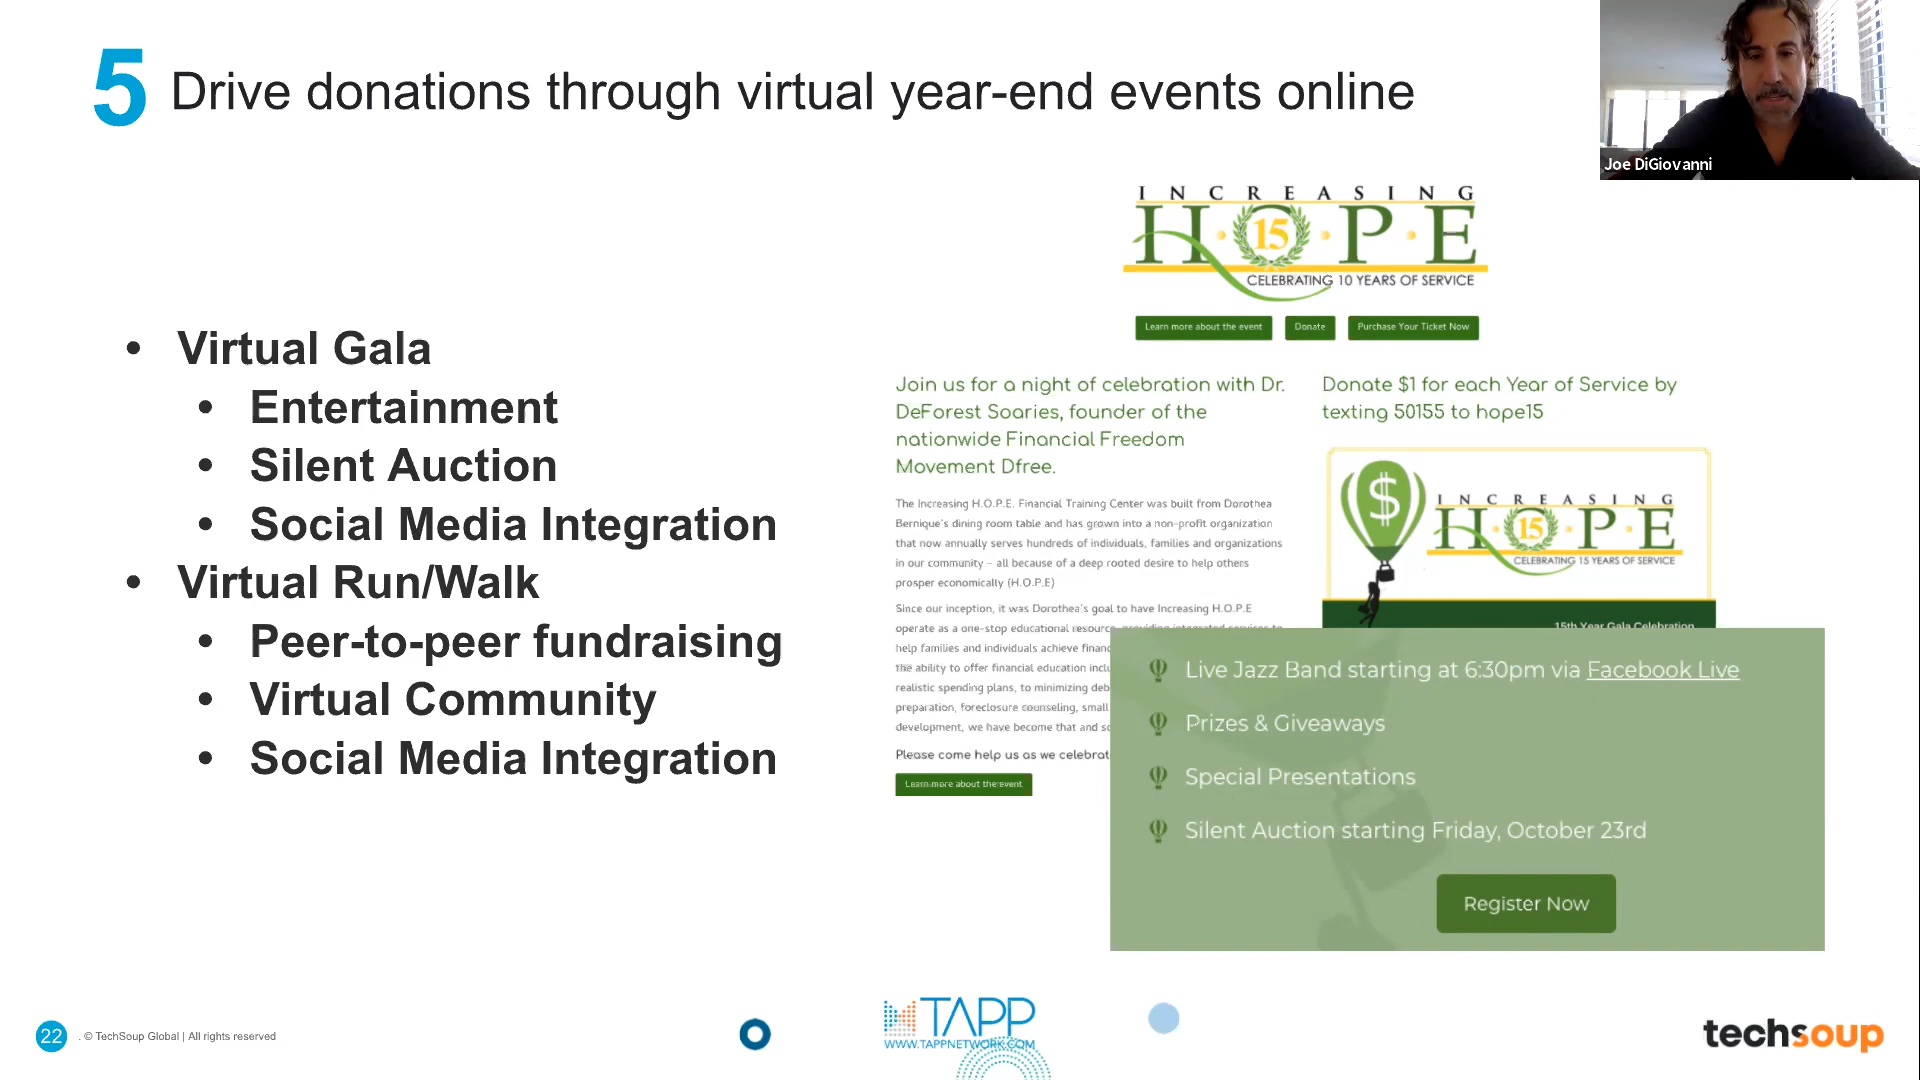 5 Drive donations through virtual year-end events online
Joe DiGiovanni
• Virtual Gala
• Entertainment
• Silent Auction
• Social Media Integration
• Virtual Run/Walk
• Peer-to-peer fundraising
• Virtual Community
• Social Media Integration
INCREASING
H·15·P·E
CELEBRATING 10 YEARS OF SERVICE
Learn more about the event
Donate
Purchase Your Ticket Now
Join us for a night of celebration with Dr.
DeForest Soaries, founder of the
nationwide Financial Freedom
Movement Dfree.
The Increasing H.O.P.E. Financial Training Center was built from Dorothea
Bernique's dining room table and has grown into a non-profit organization
that now annually serves hundreds of individuals, families and organizations
in our community – all because of a deep rooted desire to help others
prosper economically (H.O.P.E)
Since our inception, it was Dorothea's goal to have Increasing H.O.P.E
operate as a one-stop educational resource, providing integrated services to
help families and individuals achieve
the ability to offer financial education
realistic spending plans, to minimizing
preparation, foreclosure counseling, small
development, we have become that and
Please come help us as we
Learn more about the event
Donate $1 for each Year of Service by
texting 50155 to hope15
$
INCREASING
H·15·P·E
CELEBRATING 15 YEARS OF SERVICE
15th Year Gala Celebration
Live Jazz Band starting at 6:30pm via Facebook Live
Prizes & Giveaways
Special Presentations
Silent Auction starting Friday, October 23rd
Register Now
22 . © TechSoup Global | All rights reserved
TAPP
WWW.TAPPNETWORK.COM
techsoup